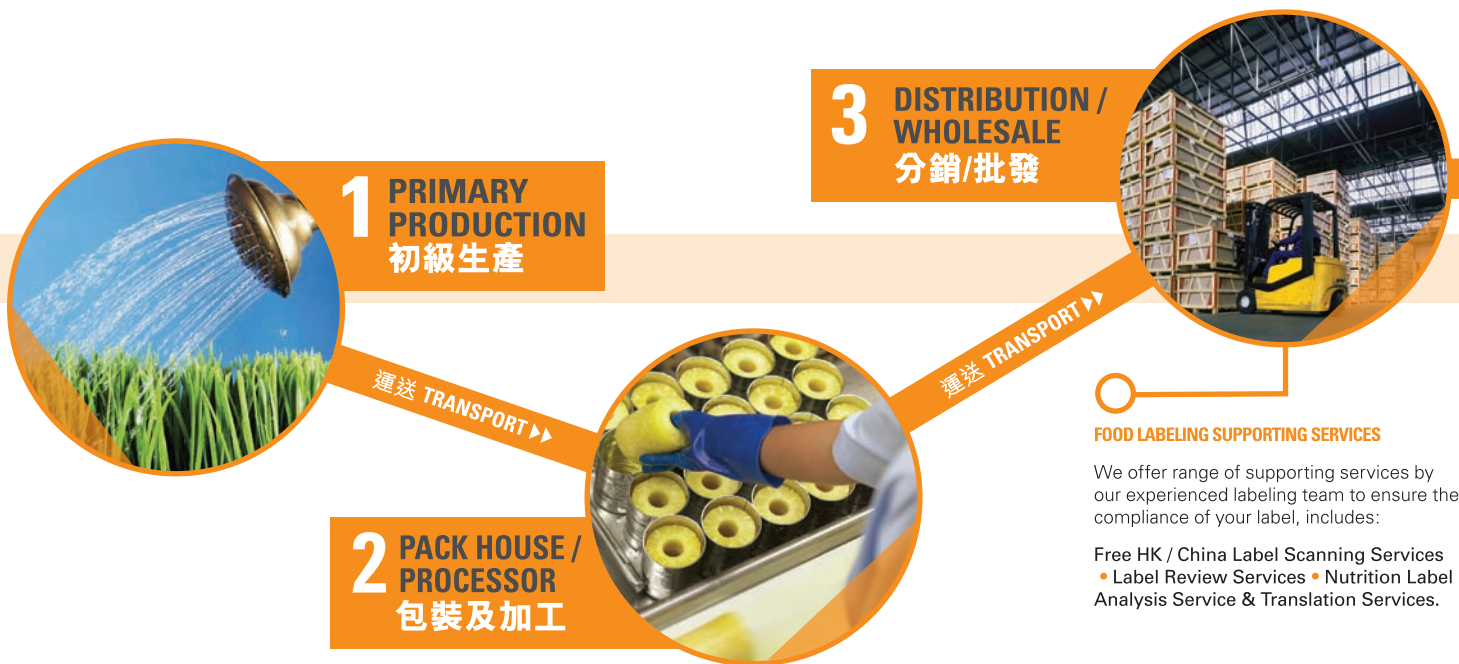 1 PRIMARY
PRODUCTION
初級生產
運送 TRANSPORT
2 PACK HOUSE /
PROCESSOR
包裝及加工
運送 TRANSPORT
3 DISTRIBUTION /
WHOLESALE
分銷/批發
FOOD LABELING SUPPORTING SERVICES
We offer range of supporting services by
our experienced labeling team to ensure the
compliance of your label, includes:
Free HK / China Label Scanning Services
• Label Review Services • Nutrition Label
Analysis Service & Translation Services.